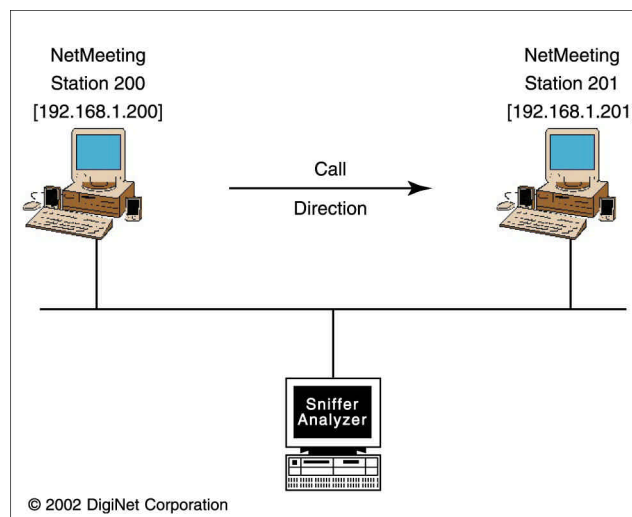 NetMeeting
Station 200
[192.168.1.200]
NetMeeting
Station 201
[192.168.1.201
Call
Direction
Sniffer
Analyzer
© 2002 DigiNet Corporation